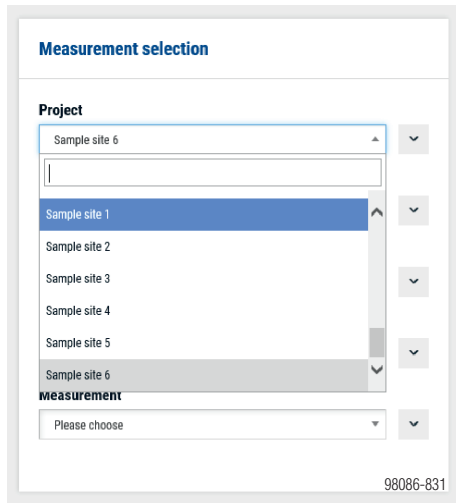 Measurement selection
Project
Sample site 6
Sample site 1
Sample site 2
Sample site 3
Sample site 4
Sample site 5
Sample site 6
Measurement
Please choose
98086-831